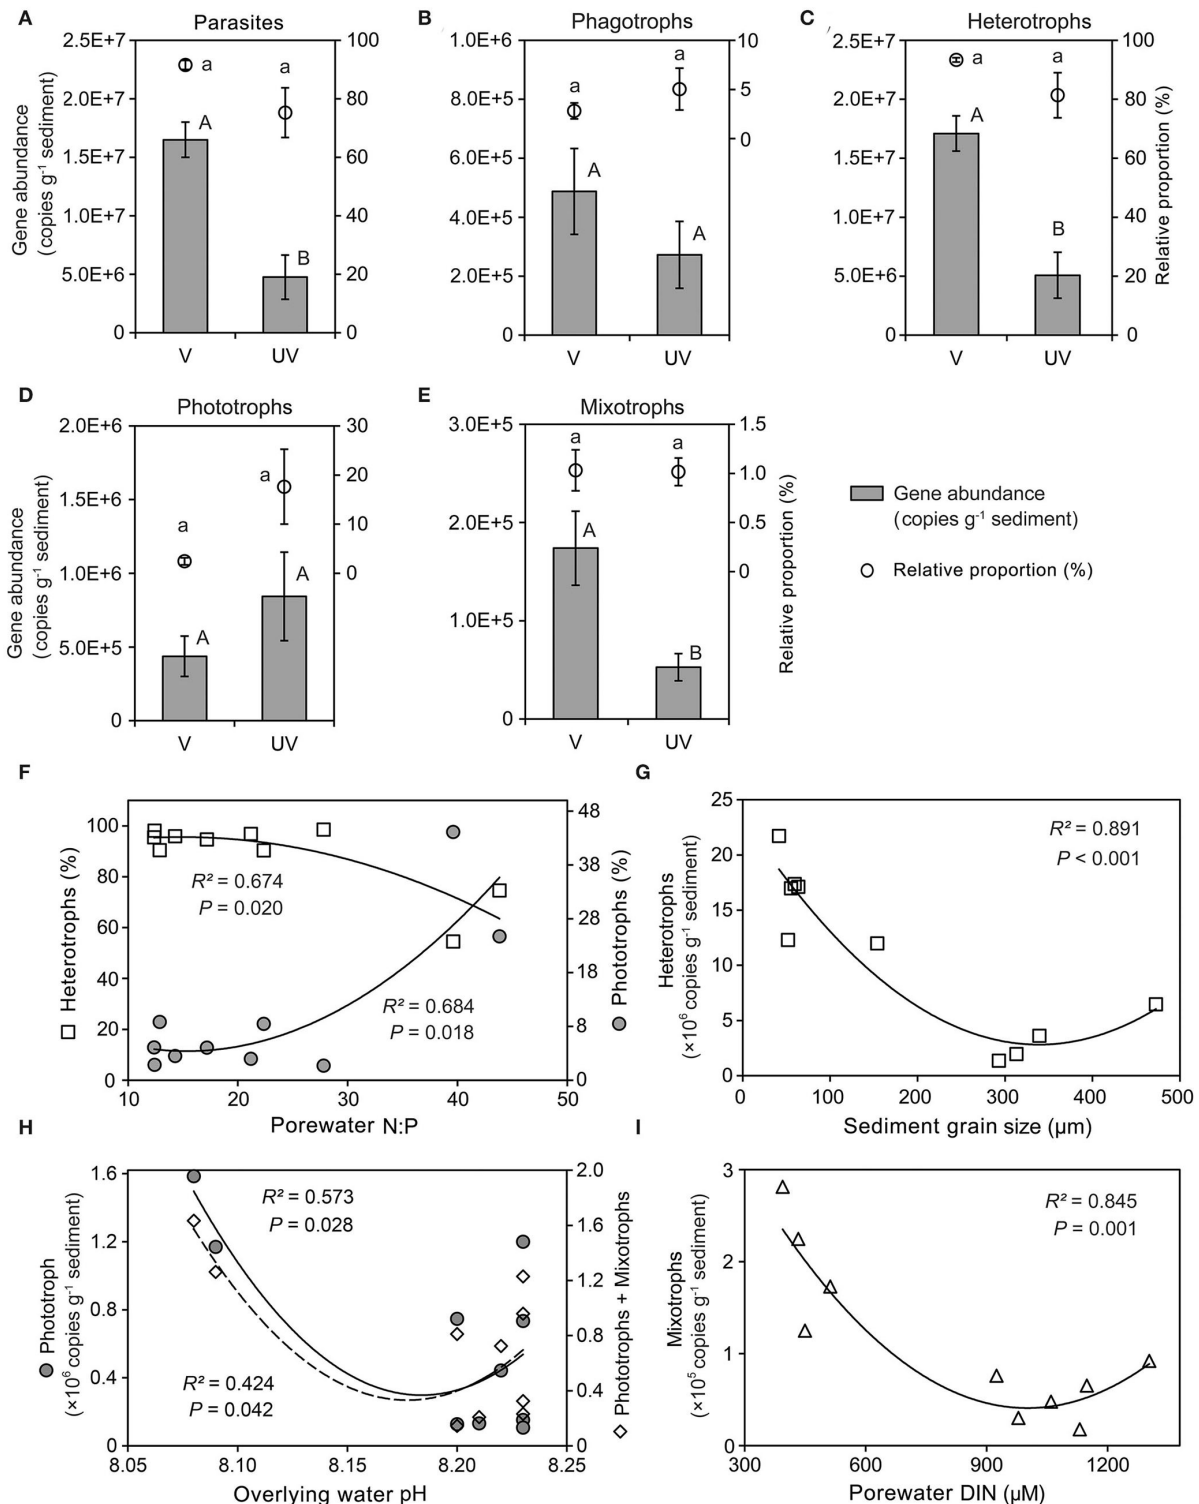 A
Parasites
Gene abundance
(copies g⁻¹ sediment)
2.5E+7
2.0E+7
1.5E+7
1.0E+7
5.0E+6
0
100
80
60
40
20
0
a
a
A
B
V
UV
B
Phagotrophs
1.0E+6
8.0E+5
6.0E+5
4.0E+5
2.0E+5
0
10
5
0
a
a
A
A
V
UV
C
Heterotrophs
2.5E+7
2.0E+7
1.5E+7
1.0E+7
5.0E+6
0
100
80
60
40
20
0
Relative proportion (%)
a
a
A
B
V
UV
D
Phototrophs
Gene abundance
(copies g⁻¹ sediment)
2.0E+6
1.5E+6
1.0E+6
5.0E+5
0
30
20
10
0
a
a
A
A
V
UV
E
Mixotrophs
3.0E+5
2.0E+5
1.0E+5
0
1.5
1.0
0.5
0
Relative proportion (%)
a
a
A
B
V
UV
Gene abundance
(copies g⁻¹ sediment)
Relative proportion (%)
F
Heterotrophs (%)
100
80
60
40
20
0
R² = 0.674
P = 0.020
R² = 0.684
P = 0.018
48
38
28
18
8
0
Phototrophs (%)
10
20
30
40
50
Porewater N:P
G
Heterotrophs
(×10⁶ copies g⁻¹ sediment)
25
20
15
10
5
0
R² = 0.891
P < 0.001
0
100
200
300
400
500
Sediment grain size (µm)
H
Phototroph
(×10⁶ copies g⁻¹ sediment)
1.6
1.2
0.8
0.4
0
R² = 0.573
P = 0.028
R² = 0.424
P = 0.042
2.0
1.6
1.2
0.8
0.4
0
Phototrophs + Mixotrophs
8.05
8.10
8.15
8.20
8.25
Overlying water pH
I
Mixotrophs
(×10⁵ copies g⁻¹ sediment)
3
2
1
0
R² = 0.845
P = 0.001
300
600
900
1200
Porewater DIN (µM)